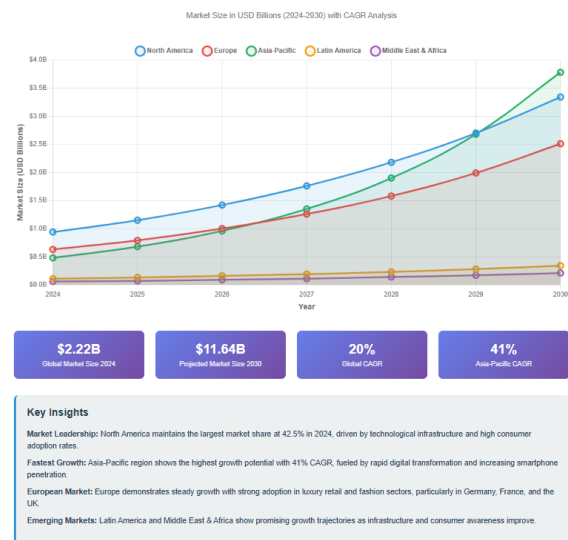 Market Size in USD Billions (2024-2030) with CAGR Analysis
North America Europe Asia-Pacific Latin America Middle East & Africa
$4.0B
$3.5B
$3.0B
$2.5B
$2.0B
$1.5B
$1.0B
$0.5B
$0.0B
Market Size (USD Billions)
2024 2025 2026 2027 2028 2029 2030
Year
$2.22B
Global Market Size 2024
$11.64B
Projected Market Size 2030
20%
Global CAGR
41%
Asia-Pacific CAGR
Key Insights
Market Leadership: North America maintains the largest market share at 42.5% in 2024, driven by technological infrastructure and high consumer
adoption rates.
Fastest Growth: Asia-Pacific region shows the highest growth potential with 41% CAGR, fueled by rapid digital transformation and increasing smartphone
penetration.
European Market: Europe demonstrates steady growth with strong adoption in luxury retail and fashion sectors, particularly in Germany, France, and the
UK.
Emerging Markets: Latin America and Middle East & Africa show promising growth trajectories as infrastructure and consumer awareness improve.